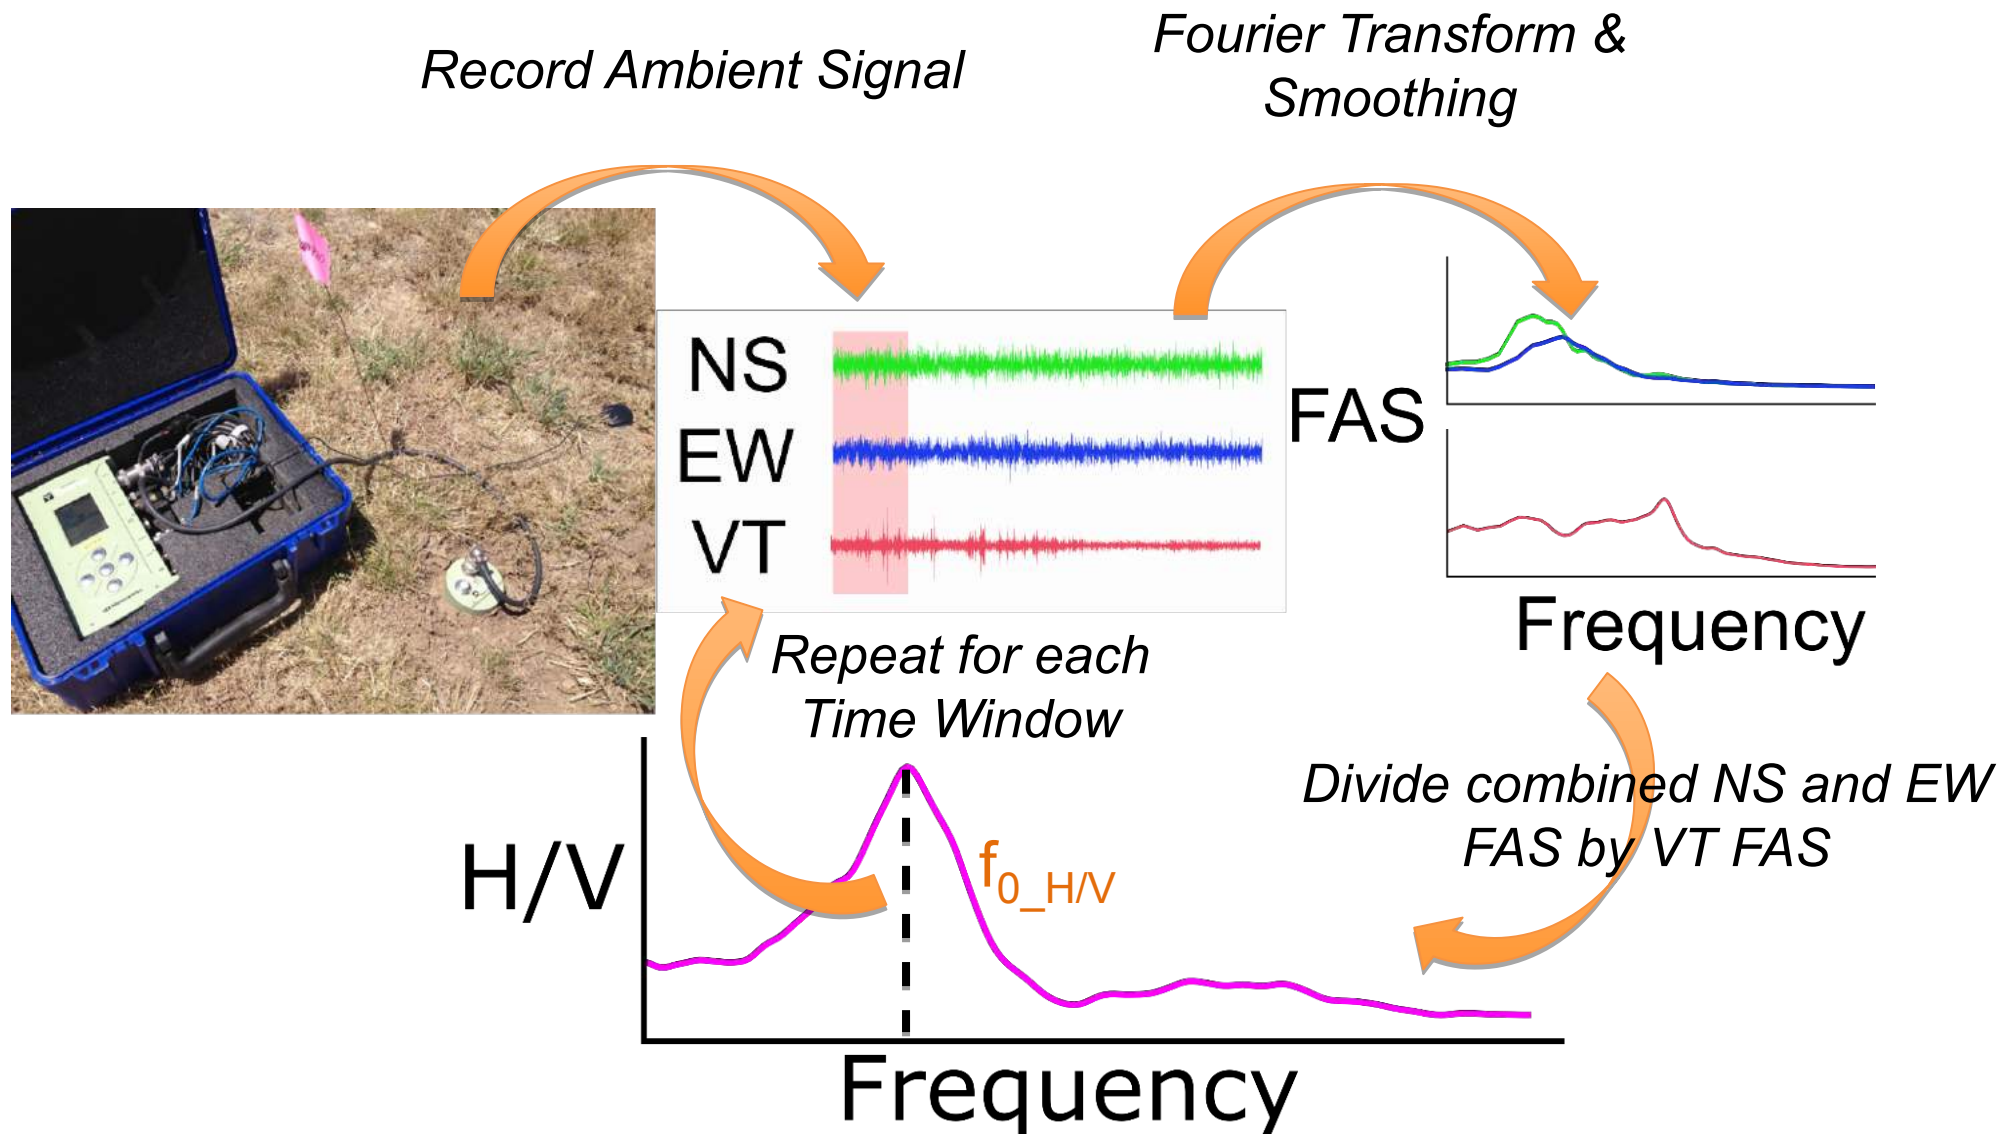 Record Ambient Signal
Fourier Transform &
Smoothing
NS
EW
VT
FAS
Frequency
Repeat for each
Time Window
Divide combined NS and EW
FAS by VT FAS
H/V
f0_H/V
Frequency